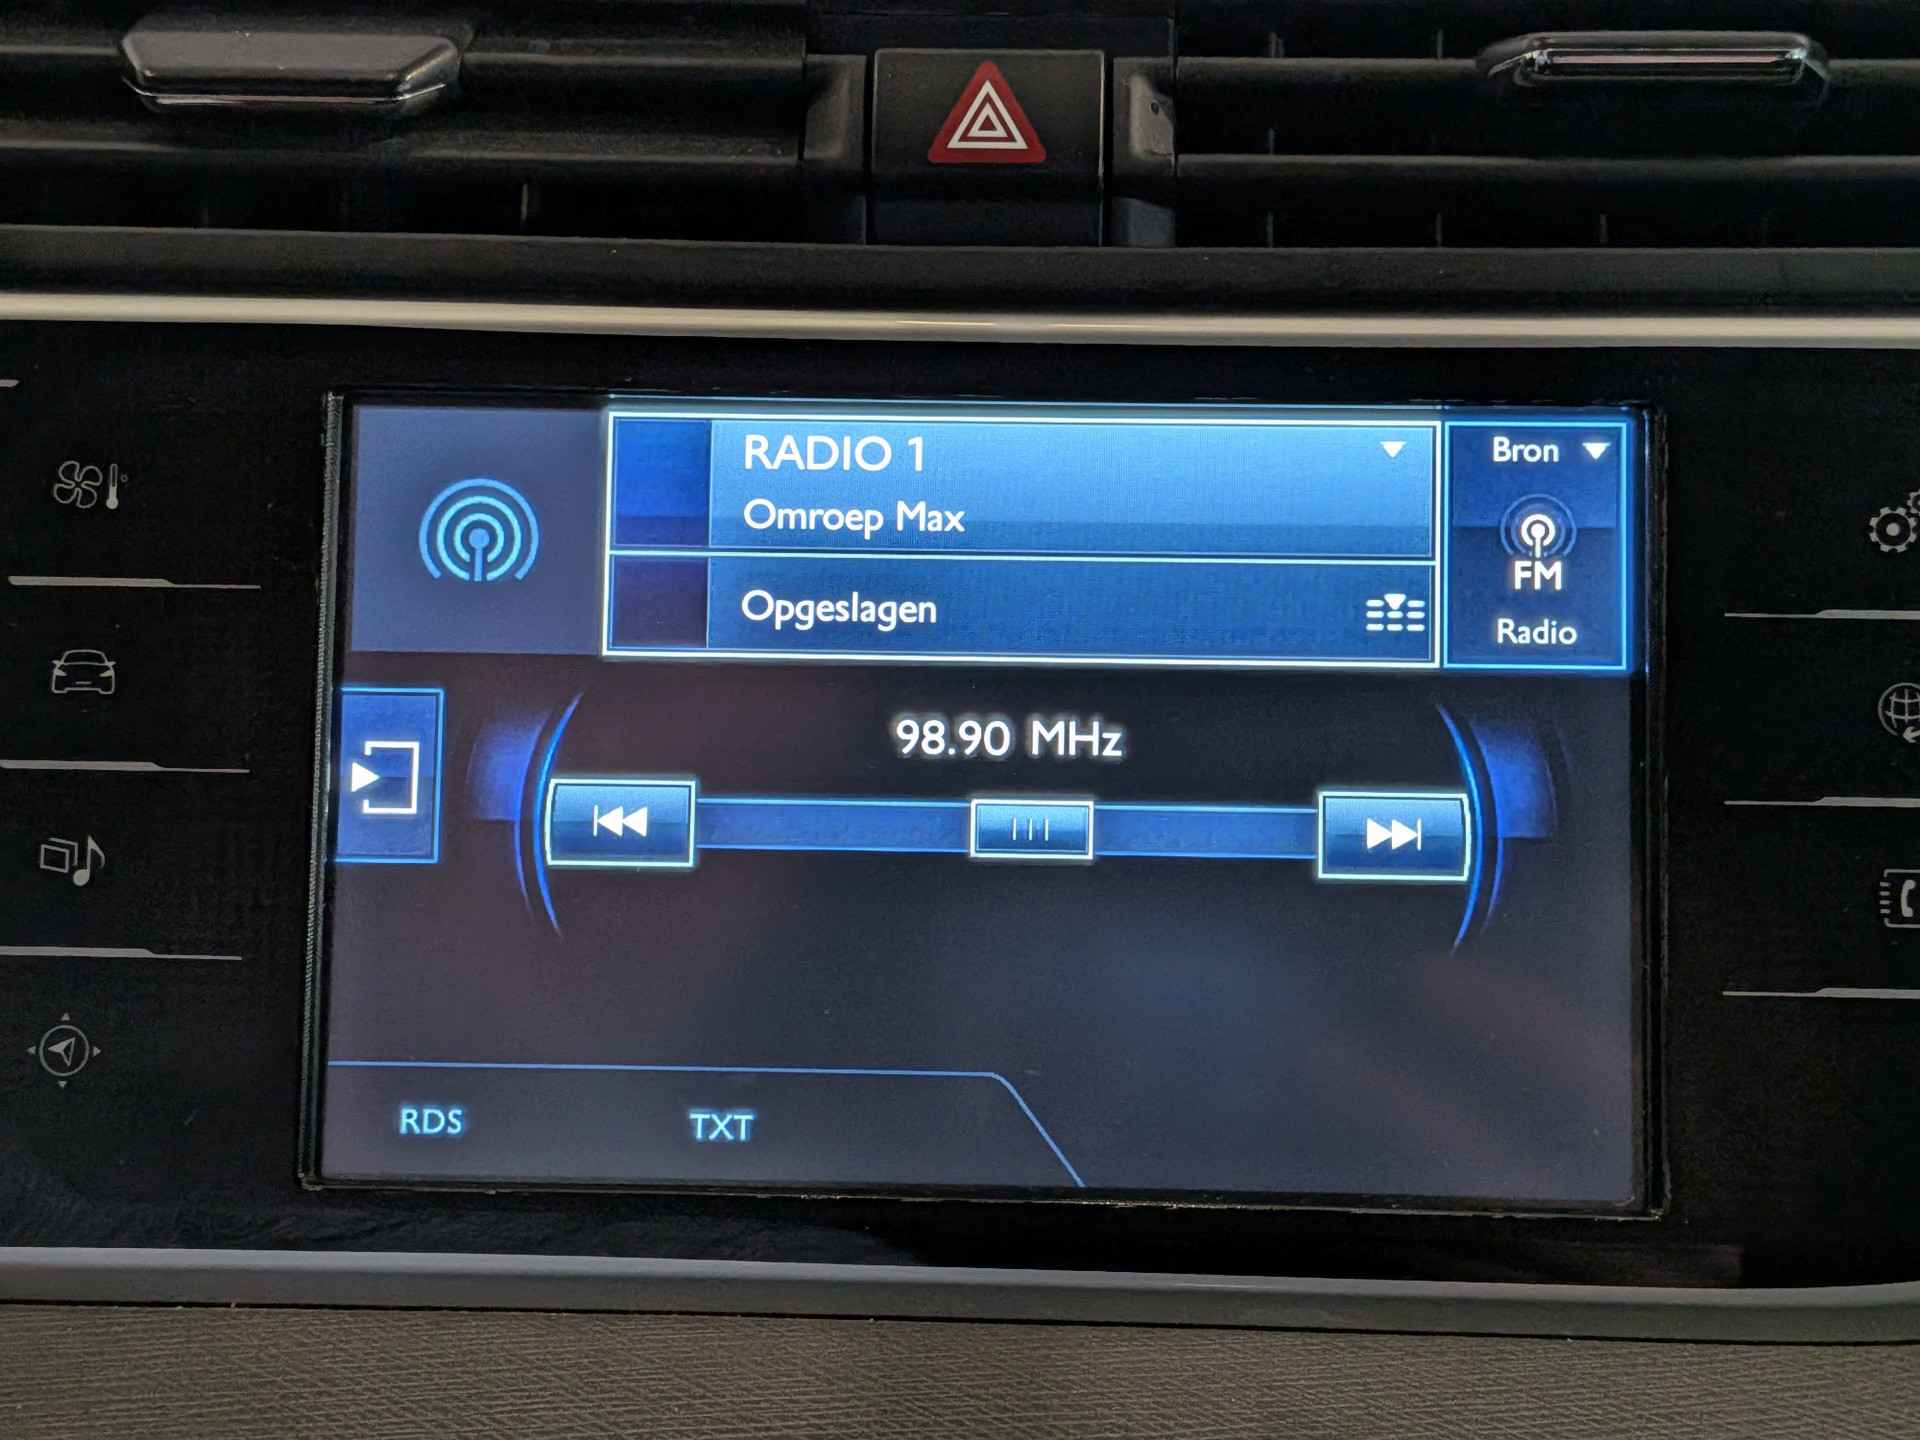 RADIO 1
Omroep Max
Opgeslagen
Bron
FM
Radio
98.90 MHz
RDS
TXT